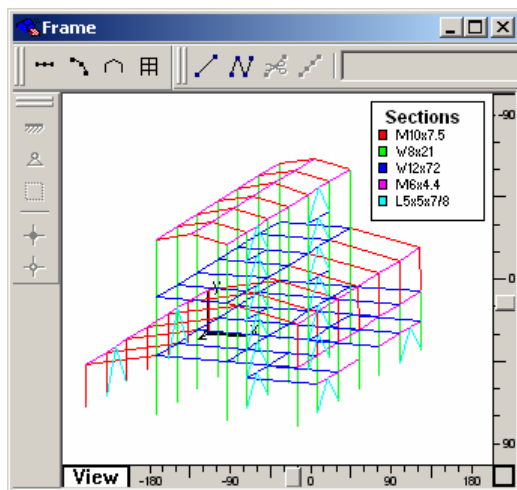 Frame
Sections
M10x7.5
W8x21
W12x72
M6x4.4
L5x5x7/8
-90
0
90
Y
X
Z
View
-180
-90
0
90
180